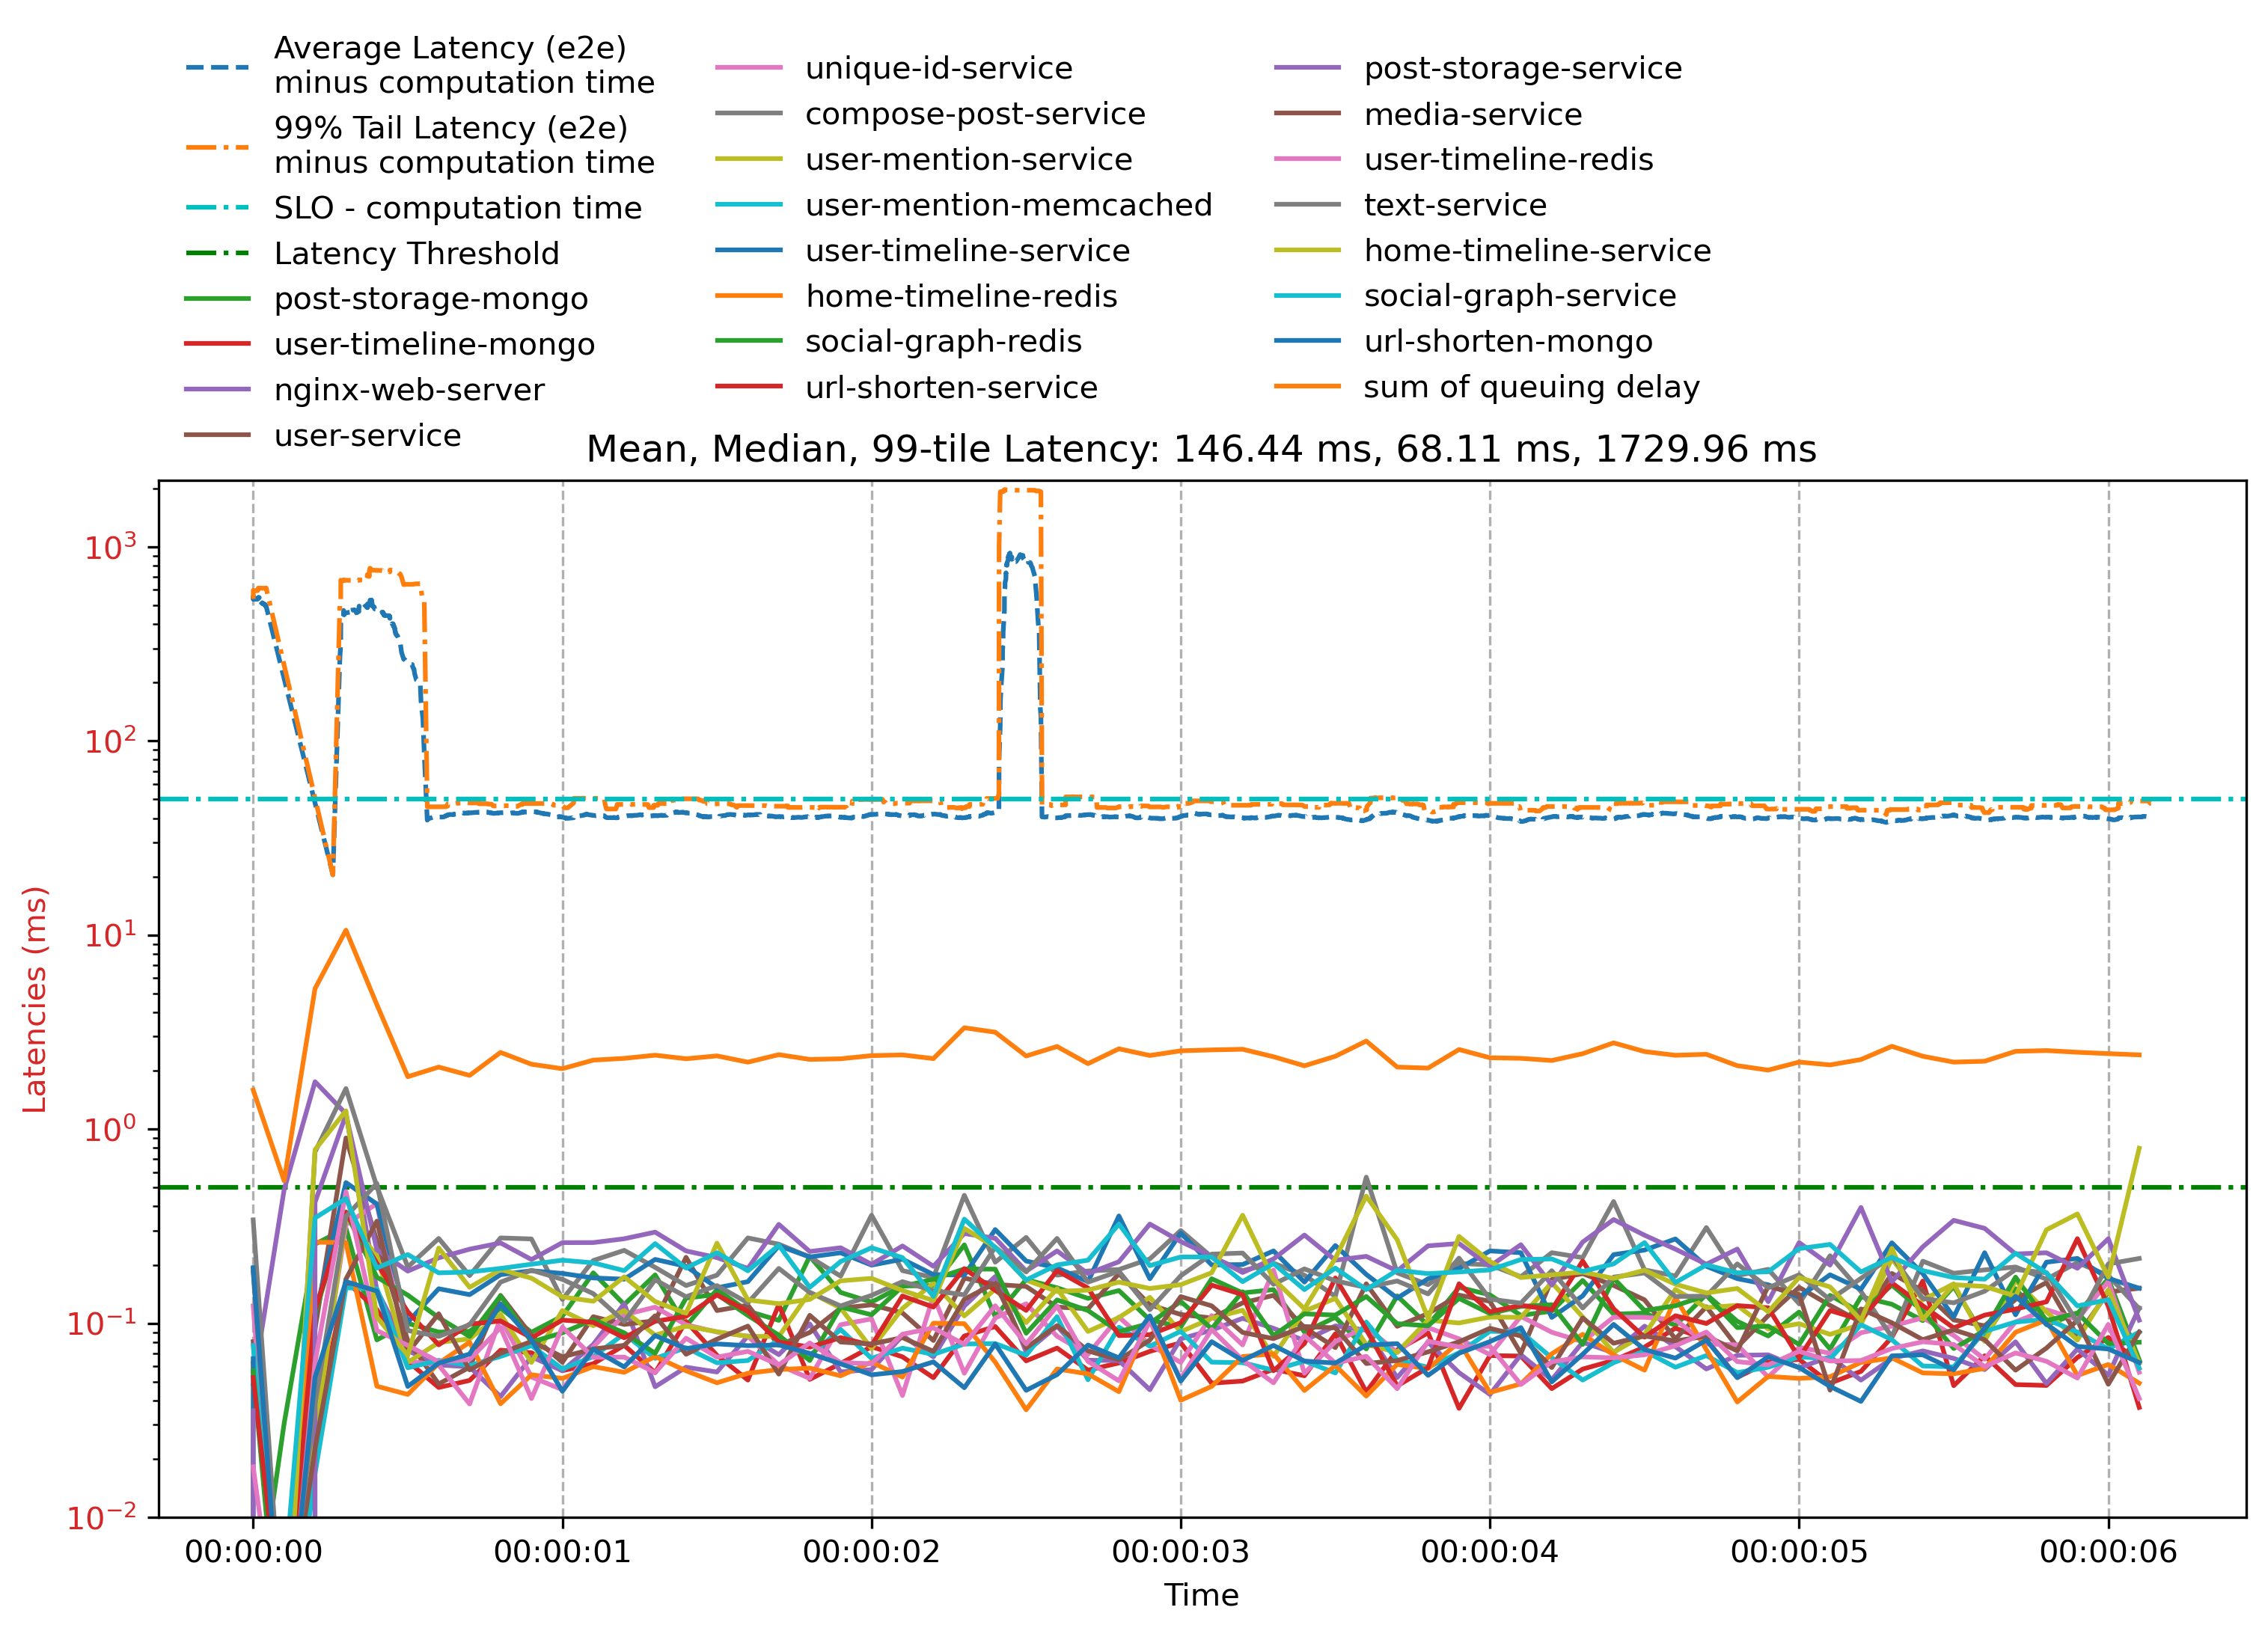 Average Latency (e2e)
minus computation time
99% Tail Latency (e2e)
minus computation time
SLO - computation time
Latency Threshold
post-storage-mongo
user-timeline-mongo
nginx-web-server
user-service
unique-id-service
compose-post-service
user-mention-service
user-mention-memcached
user-timeline-service
home-timeline-redis
social-graph-redis
url-shorten-service
post-storage-service
media-service
user-timeline-redis
text-service
home-timeline-service
social-graph-service
url-shorten-mongo
sum of queuing delay
Mean, Median, 99-tile Latency: 146.44 ms, 68.11 ms, 1729.96 ms
Latencies (ms)
10³
10²
10¹
10⁰
10⁻¹
10⁻²
00:00:00 00:00:01 00:00:02 00:00:03 00:00:04 00:00:05 00:00:06
Time